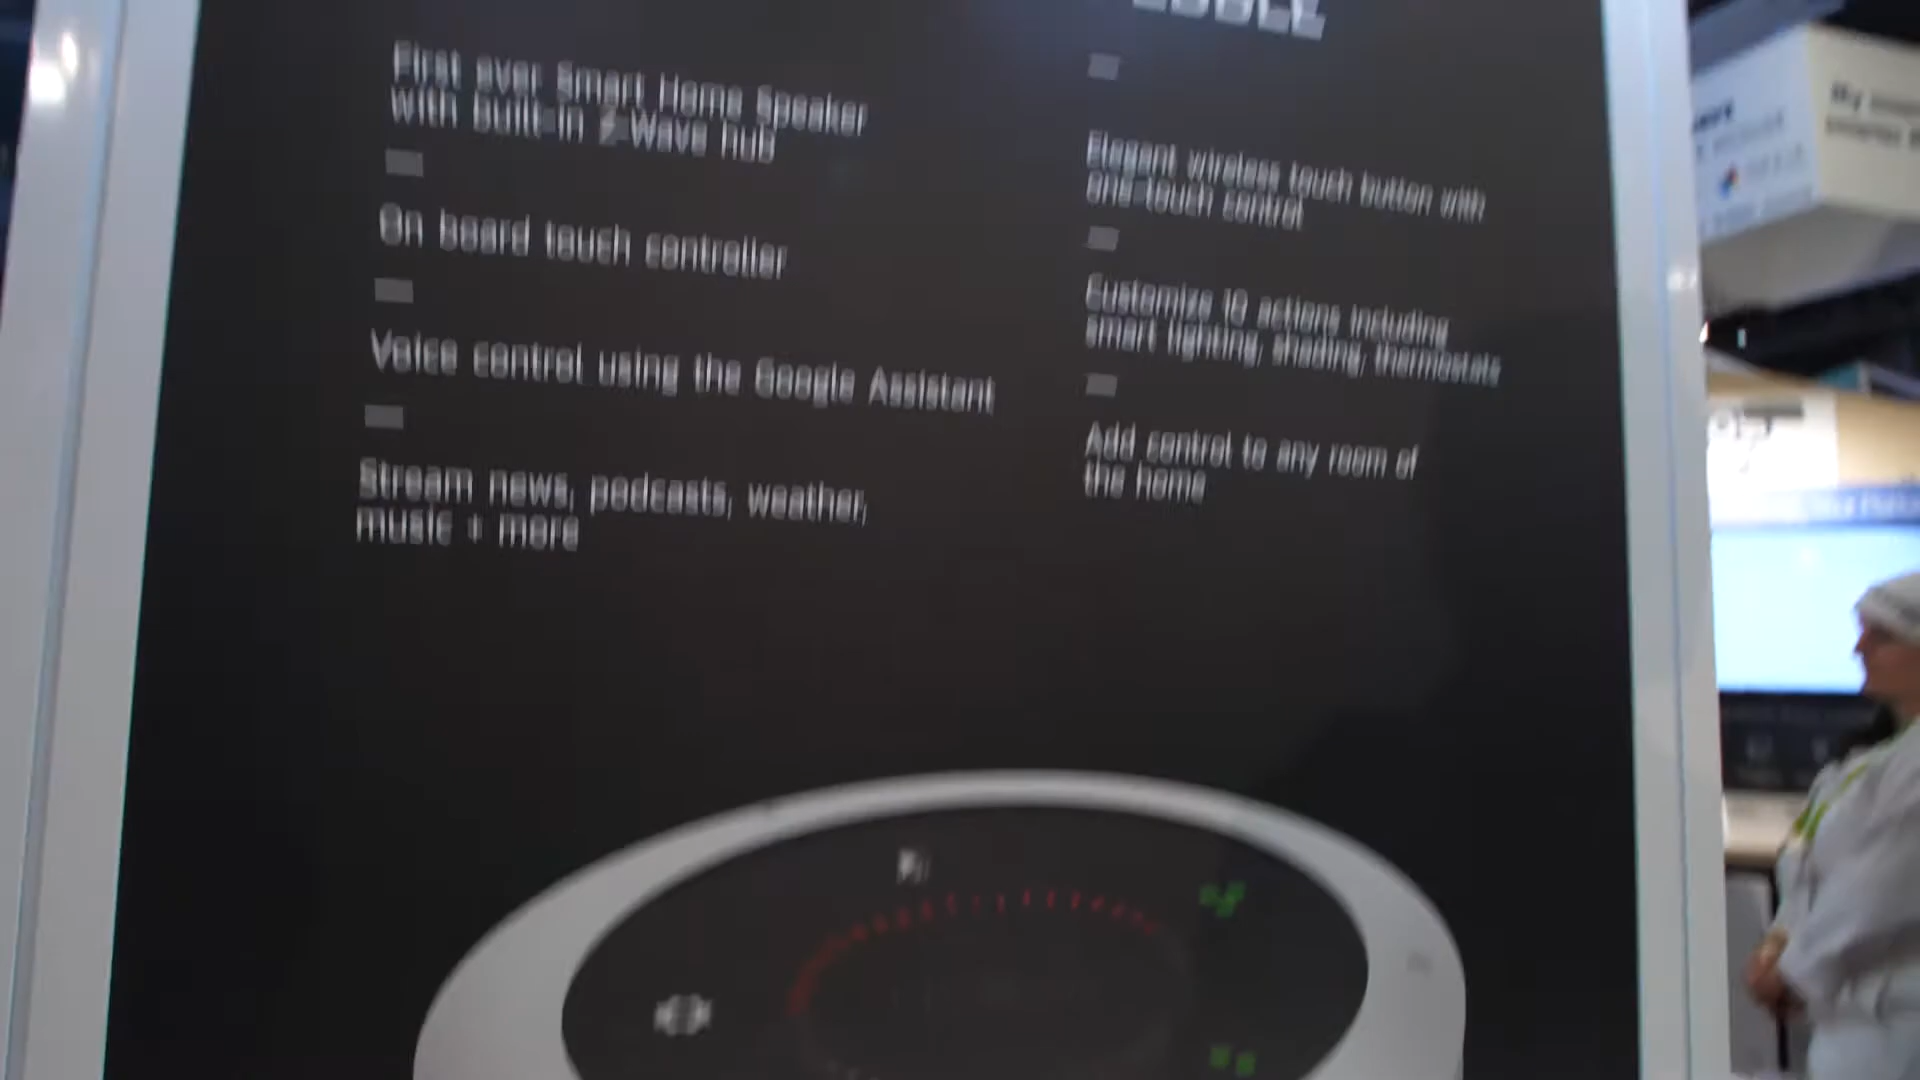 First ever Smart Home Speaker
with built-in Z-Wave hub
On board touch controller
Voice control using the Google Assistant
Stream news, podcasts, weather,
music + more
Elegant wireless touch button with
one-touch control
Customize 10 actions including
smart lighting, shading, thermostats
Add control to any room of
the home
My